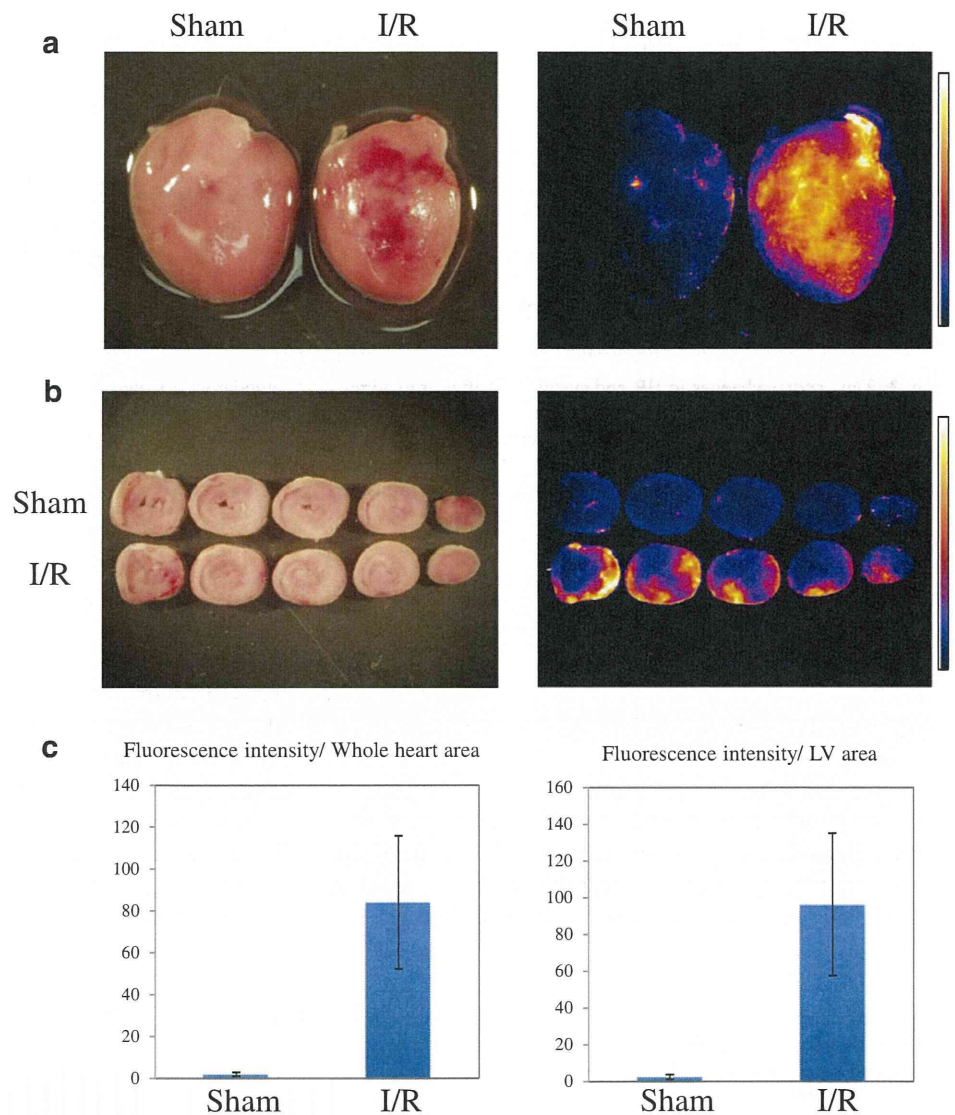 Sham I/R Sham I/R
a
b
Sham
I/R
c
Fluorescence intensity/ Whole heart area
140
120
100
80
60
40
20
0
Sham I/R
Fluorescence intensity/ LV area
160
140
120
100
80
60
40
20
0
Sham I/R